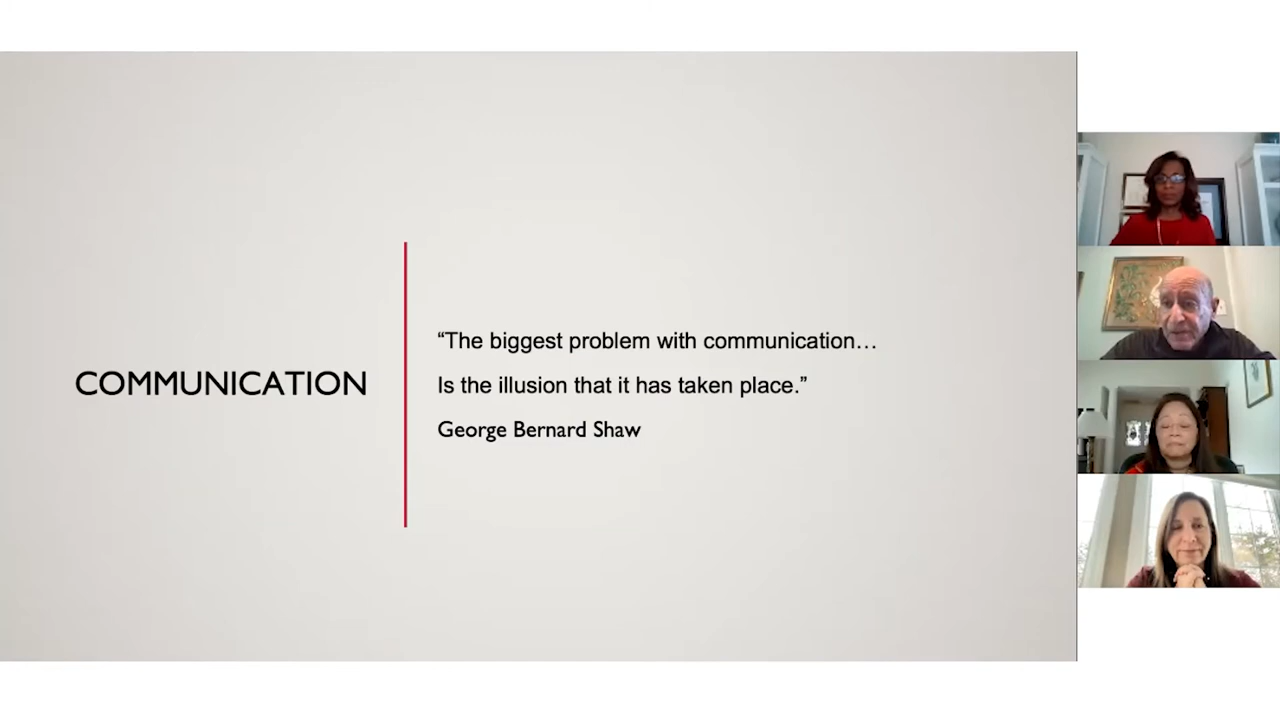 COMMUNICATION
“The biggest problem with communication…
Is the illusion that it has taken place.”
George Bernard Shaw